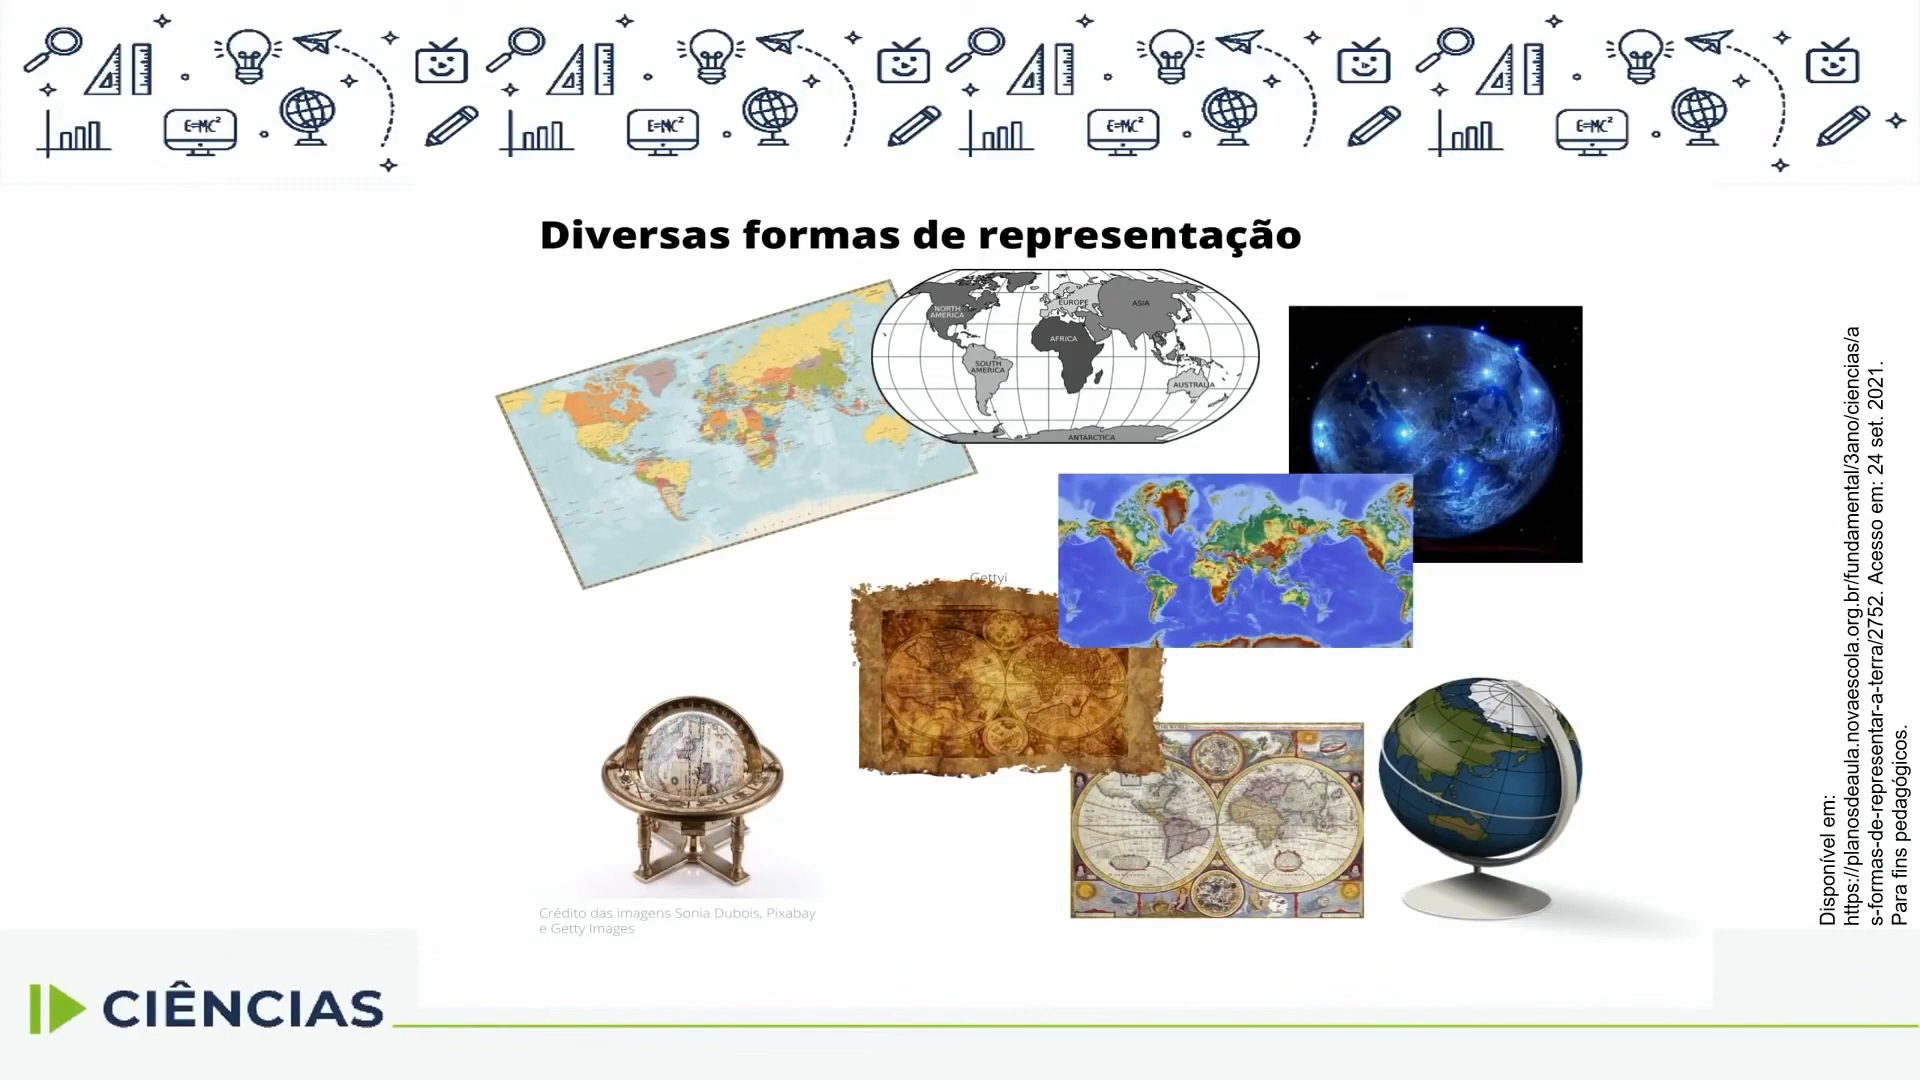 E=MC²
E=MC²
E=MC²
E=MC²
Diversas formas de representação
NORTH
AMERICA
EUROPE
ASIA
AFRICA
SOUTH
AMERICA
AUSTRALIA
ANTARCTICA
Gettyi
Crédito das imagens Sonia Dubois, Pixabay
e Getty Images
Disponível em:
https://planosdeaula.novaescola.org.br/fundamental/3ano/ciencias/a
s-formas-de-representar-a-terra/2752. Acesso em: 24 set. 2021.
Para fins pedagógicos.
CIÊNCIAS